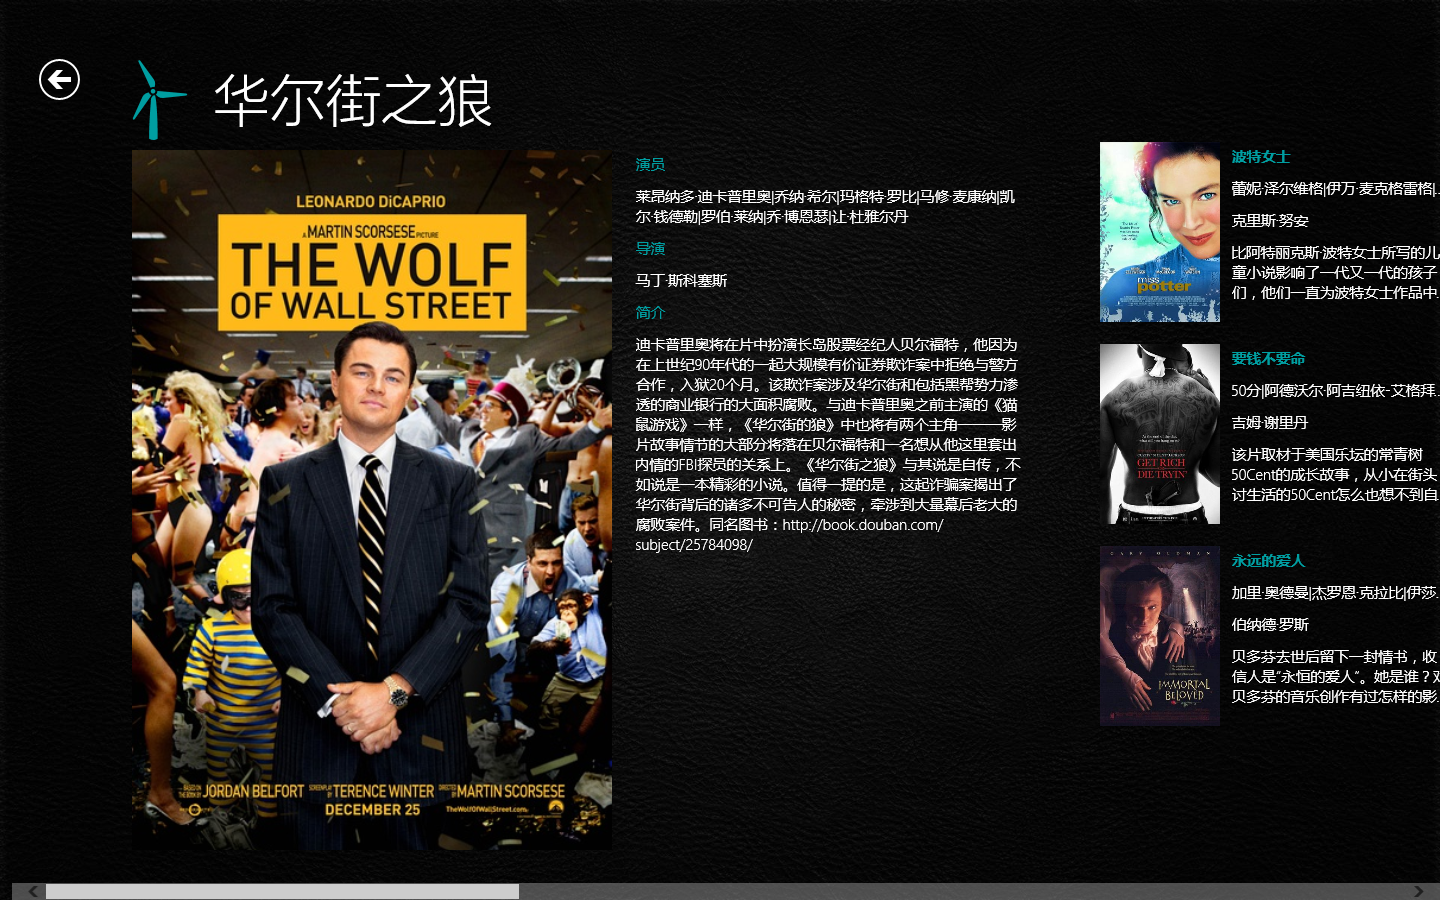 华尔街之狼
LEONARDO DiCAPRIO
A MARTIN SCORSESE PICTURE
THE WOLF
OF WALL STREET
BASED ON THE BOOK BY JORDAN BELFORT SCREENPLAY BY TERENCE WINTER DIRECTED BY MARTIN SCORSESE
DECEMBER 25
TheWolfOfWallStreet.com
演员
莱昂纳多·迪卡普里奥|乔纳·希尔|玛格特·罗比|马修·麦康纳|凯
尔·钱德勒|罗伯·莱纳|乔·博恩瑟|让·杜雅尔丹
导演
马丁·斯科塞斯
简介
迪卡普里奥将在片中扮演长岛股票经纪人贝尔福特，他因为
在上世纪90年代的一起大规模有价证券欺诈案中拒绝与警方
合作，入狱20个月。该欺诈案涉及华尔街和包括黑帮势力渗
透的商业银行的大面积腐败。与迪卡普里奥之前主演的《猫
鼠游戏》一样，《华尔街的狼》中也将有两个主角———影
片故事情节的大部分将落在贝尔福特和一名想从他这里套出
内情的FBI探员的关系上。《华尔街之狼》与其说是自传，不
如说是一本精彩的小说。值得一提的是，这起诈骗案揭出了
华尔街背后的诸多不可告人的秘密，牵涉到大量幕后老大的
腐败案件。同名图书：http://book.douban.com/
subject/25784098/
miss
potter
波特女士
蕾妮·泽尔维格|伊万·麦克格雷格|..
克里斯·努安
比阿特丽克斯·波特女士所写的儿
童小说影响了一代又一代的孩子
们，他们一直为波特女士作品中..
GET RICH
OR
DIE TRYIN'
要钱不要命
50分|阿德沃尔·阿吉纽依-艾格拜..
吉姆·谢里丹
该片取材于美国乐坛的常青树
50Cent的成长故事，从小在街头
讨生活的50Cent怎么也想不到自
GARY OLDMAN
IMMORTAL
BELOVED
永远的爱人
加里·奥德曼|杰罗恩·克拉比|伊莎..
伯纳德·罗斯
贝多芬去世后留下一封情书，收
信人是“永恒的爱人”。她是谁？对
贝多芬的音乐创作有过怎样的影..